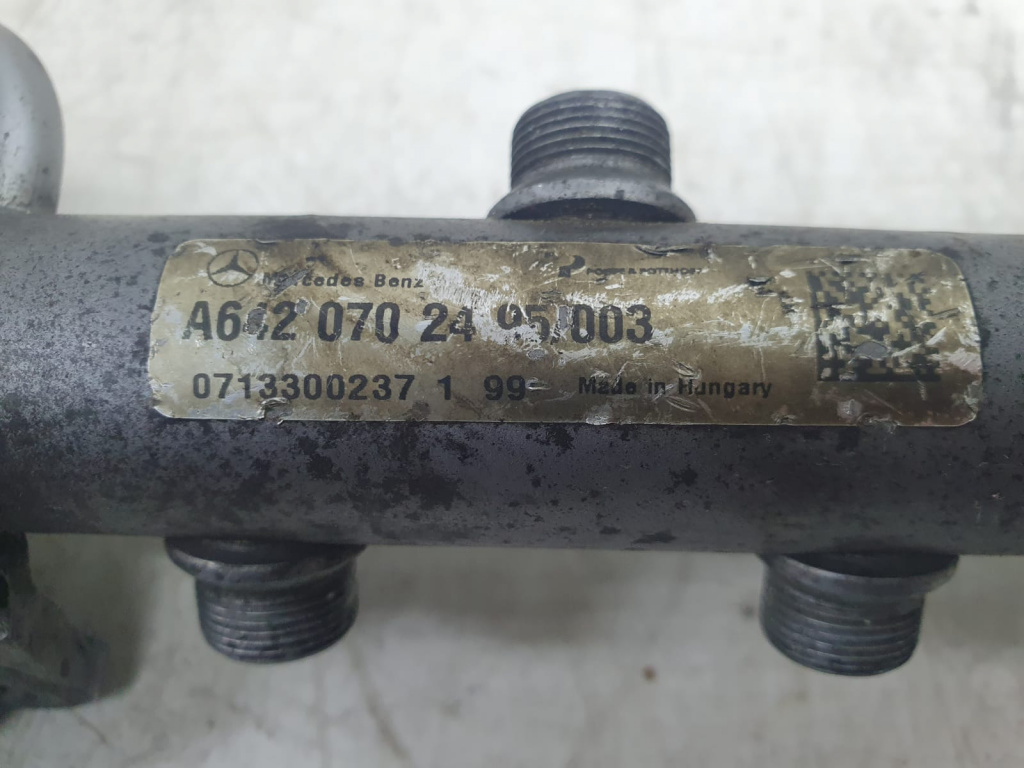 Mercedes Benz
A642 070 24 95/003
0713300237 1 99
Made in Hungary